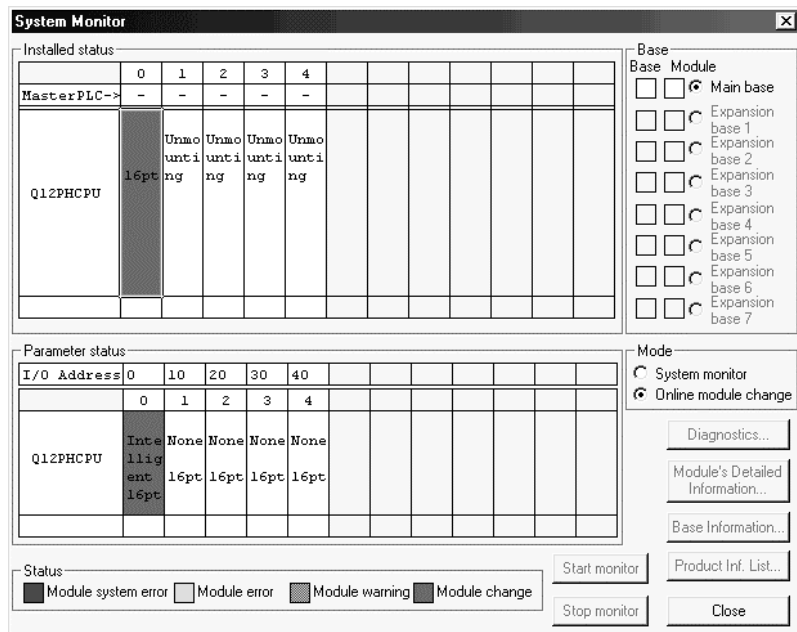 System Monitor
Installed status
0 1 2 3 4
MasterPLC-> - - - - -
Q12PHCPU 16pt Unmo Unmo Unmo Unmo
unti unti unti unti
ng ng ng ng
Base
Base Module
Main base
Expansion
base 1
Expansion
base 2
Expansion
base 3
Expansion
base 4
Expansion
base 5
Expansion
base 6
Expansion
base 7
Parameter status
I/O Address 0 10 20 30 40
0 1 2 3 4
Q12PHCPU Inte None None None None
llig
ent 16pt 16pt 16pt 16pt
16pt
Mode
System monitor
Online module change
Diagnostics...
Module's Detailed
Information...
Base Information...
Product Inf. List...
Status
Module system error Module error Module warning Module change
Start monitor
Stop monitor
Close